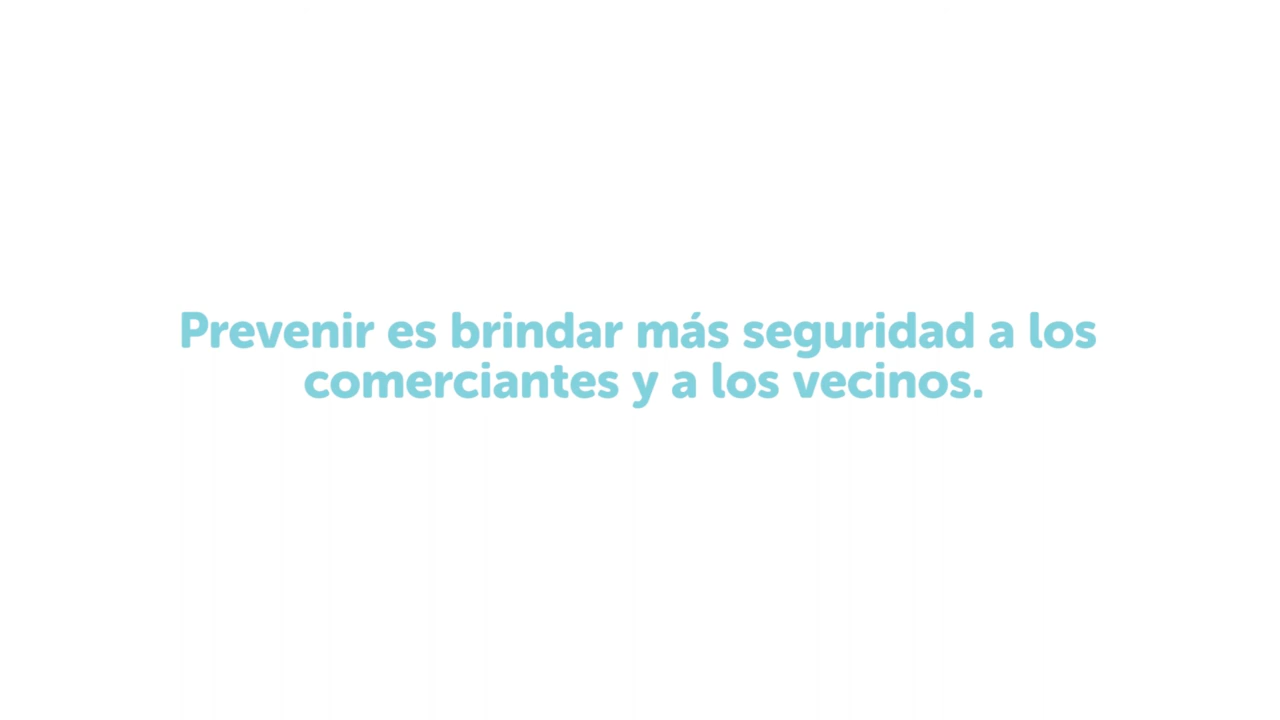 Prevenir es brindar más seguridad a los
comerciantes y a los vecinos.